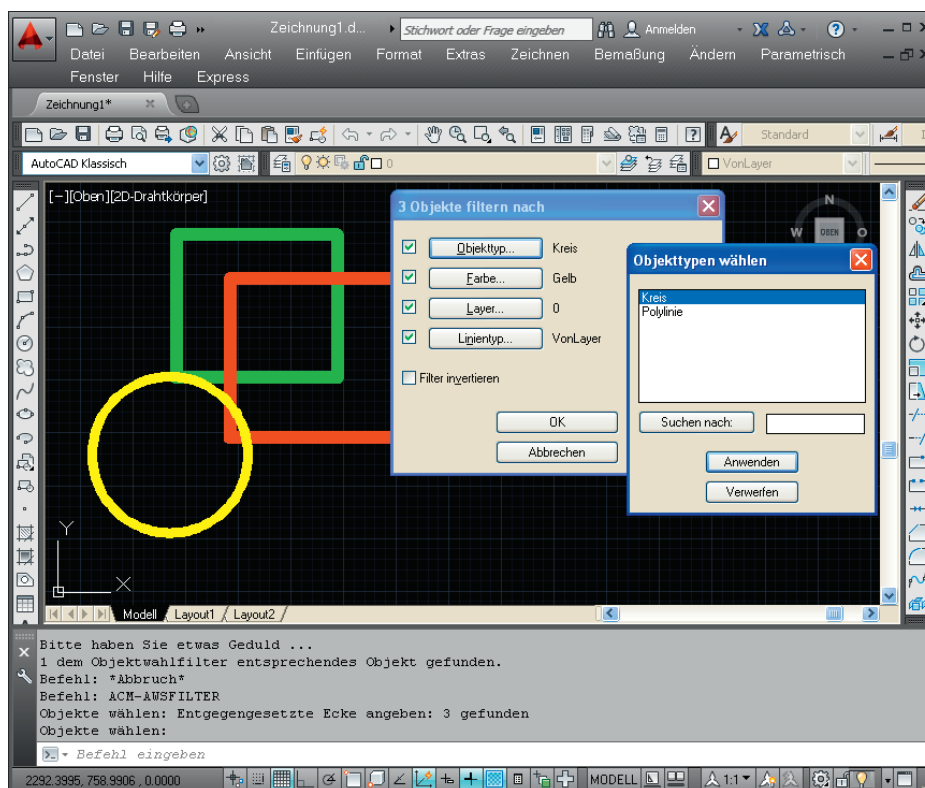 Zeichnung1.d...
Stichwort oder Frage eingeben
Anmelden
Datei Bearbeiten Ansicht Einfügen Format Extras Zeichnen Bemaßung Ändern Parametrisch
Fenster Hilfe Express
Zeichnung1*
Standard
AutoCAD Klassisch
0
VonLayer
[–][Oben][2D-Drahtkörper]
N
W OBEN O
3 Objekte filtern nach
Objekttyp... Kreis
Farbe... Gelb
Layer... 0
Linientyp... VonLayer
Filter invertieren
OK
Abbrechen
Objekttypen wählen
Kreis
Polylinie
Suchen nach:
Anwenden
Verwerfen
Y
X
Modell Layout1 Layout2
Bitte haben Sie etwas Geduld ...
1 dem Objektwahlfilter entsprechendes Objekt gefunden.
Befehl: *Abbruch*
Befehl: ACM-AWSFILTER
Objekte wählen: Entgegengesetzte Ecke angeben: 3 gefunden
Objekte wählen:
Befehl eingeben
2292.3995, 758.9906 , 0.0000
MODELL
1:1